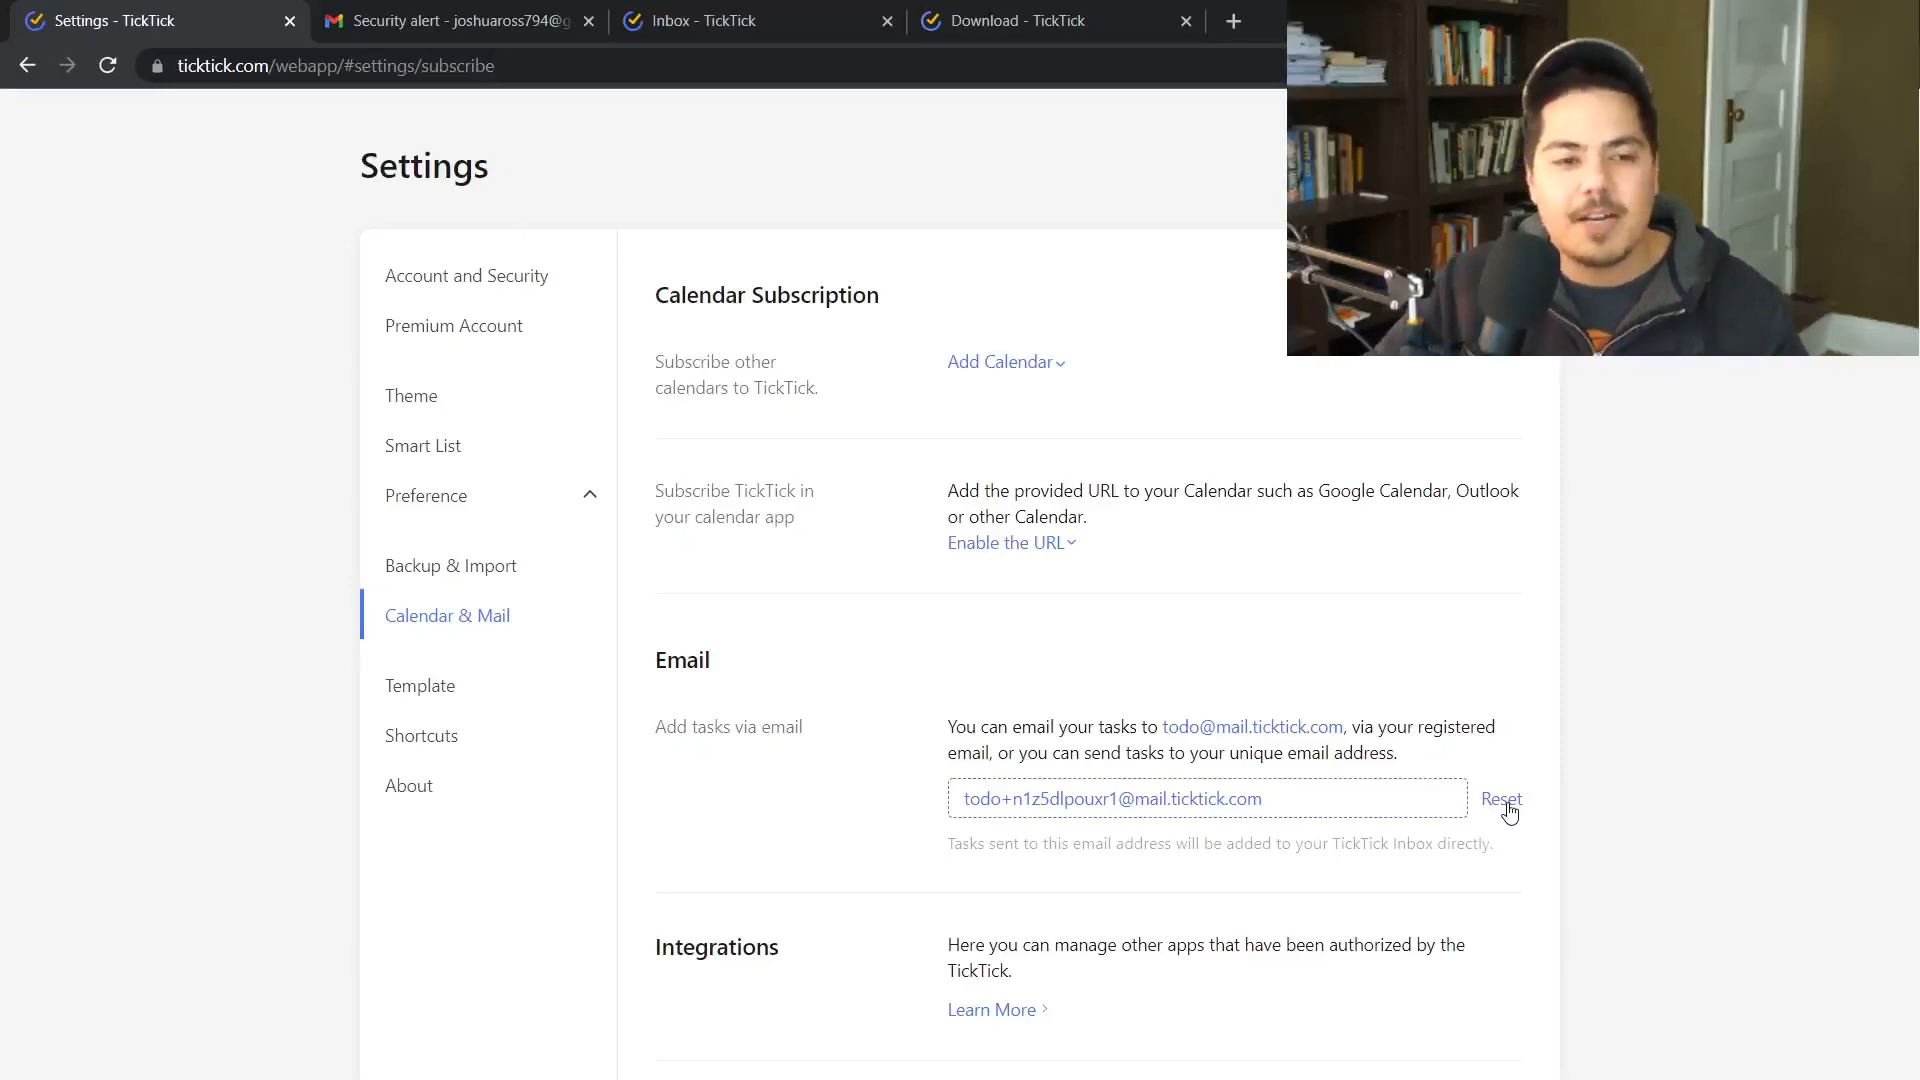 Settings - TickTick
Security alert - joshuaross794@g
Inbox - TickTick
Download - TickTick
ticktick.com/webapp/#settings/subscribe
Settings
Account and Security
Premium Account
Theme
Smart List
Preference
Backup & Import
Calendar & Mail
Template
Shortcuts
About
Calendar Subscription
Subscribe other
calendars to TickTick.
Add Calendar
Subscribe TickTick in
your calendar app
Add the provided URL to your Calendar such as Google Calendar, Outlook
or other Calendar.
Enable the URL
Email
Add tasks via email
You can email your tasks to todo@mail.ticktick.com, via your registered
email, or you can send tasks to your unique email address.
todo+n1z5dlpouxr1@mail.ticktick.com
Reset
Tasks sent to this email address will be added to your TickTick Inbox directly.
Integrations
Here you can manage other apps that have been authorized by the
TickTick.
Learn More